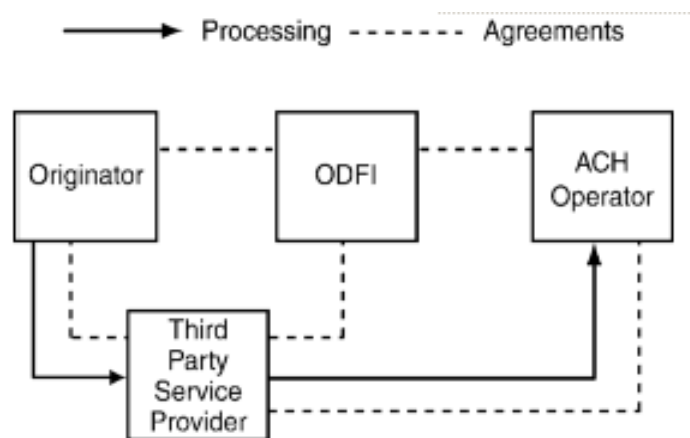 Processing
Agreements
Originator
ODFI
ACH
Operator
Third
Party
Service
Provider